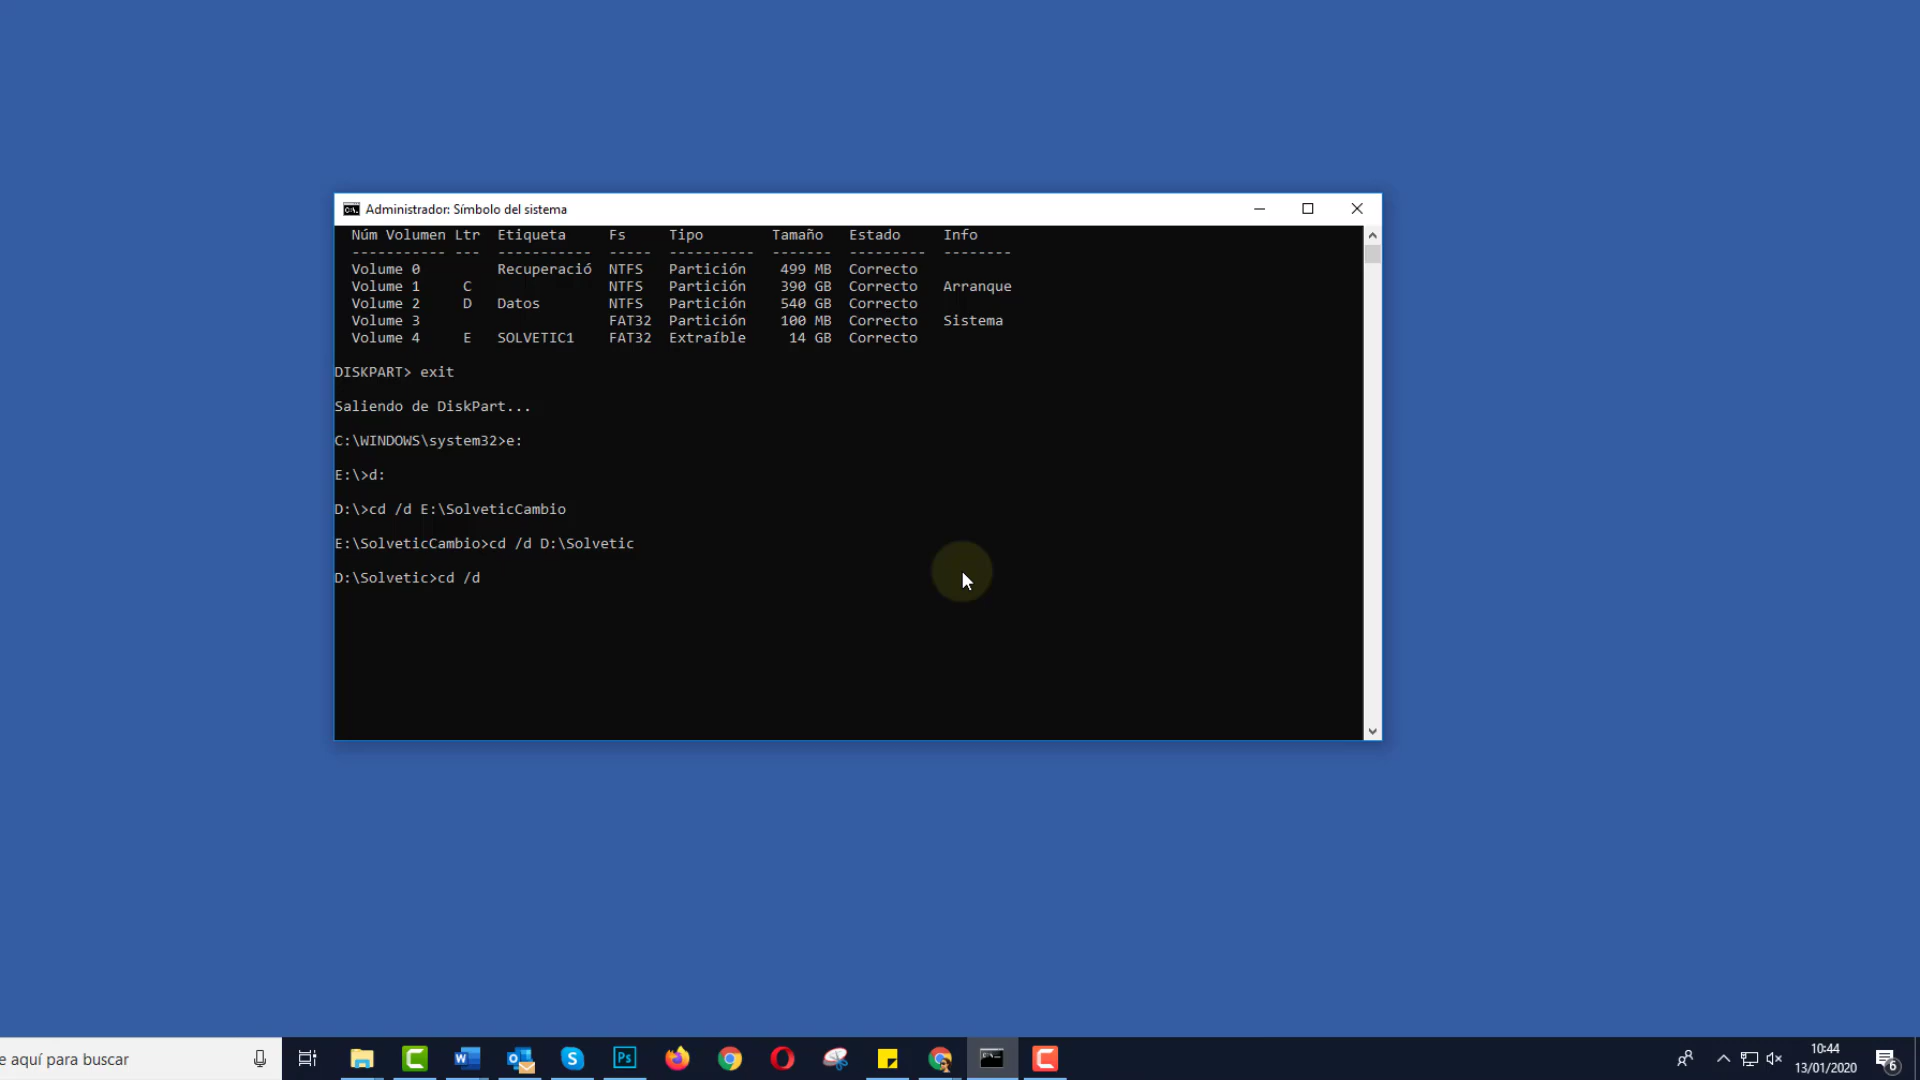 Administrador: Símbolo del sistema
Núm Volumen Ltr Etiqueta Fs Tipo Tamaño Estado Info
----------- --- ----------- ----- ---------- ------- --------- --------
Volume 0 Recuperació NTFS Partición 499 MB Correcto
Volume 1 C NTFS Partición 390 GB Correcto Arranque
Volume 2 D Datos NTFS Partición 540 GB Correcto
Volume 3 FAT32 Partición 100 MB Correcto Sistema
Volume 4 E SOLVETIC1 FAT32 Extraíble 14 GB Correcto
DISKPART> exit
Saliendo de DiskPart...
C:\WINDOWS\system32>e:
E:\>d:
D:\>cd /d E:\SolveticCambio
E:\SolveticCambio>cd /d D:\Solvetic
D:\Solvetic>cd /d
e aquí para buscar
Ps
10:44
13/01/2020
6